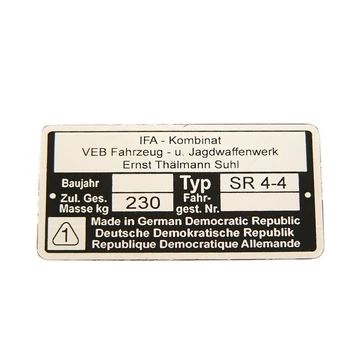 IFA - Kombinat
VEB Fahrzeug - u. Jagdwaffenwerk
Ernst Thälmann Suhl
Baujahr Typ SR 4-4
Zul. Ges. Masse kg 230 Fahr- gest. Nr.
1 Made in German Democratic Republic
Deutsche Demokratische Republik
Republique Democratique Allemande